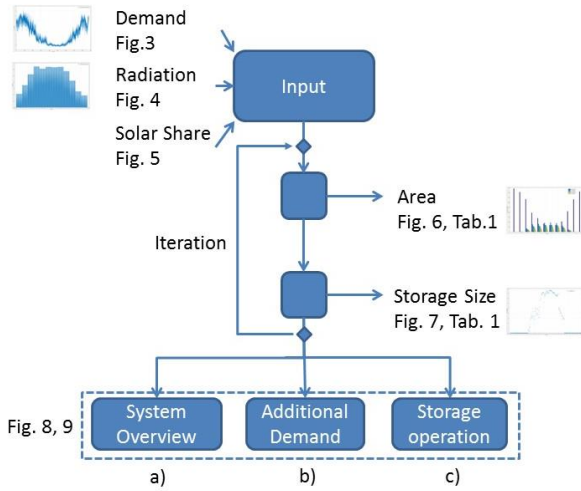 Demand
Fig.3
Radiation
Fig. 4
Solar Share
Fig. 5
Input
Iteration
Area
Fig. 6, Tab.1
Storage Size
Fig. 7, Tab. 1
Fig. 8, 9
System
Overview
Additional
Demand
Storage
operation
a)
b)
c)